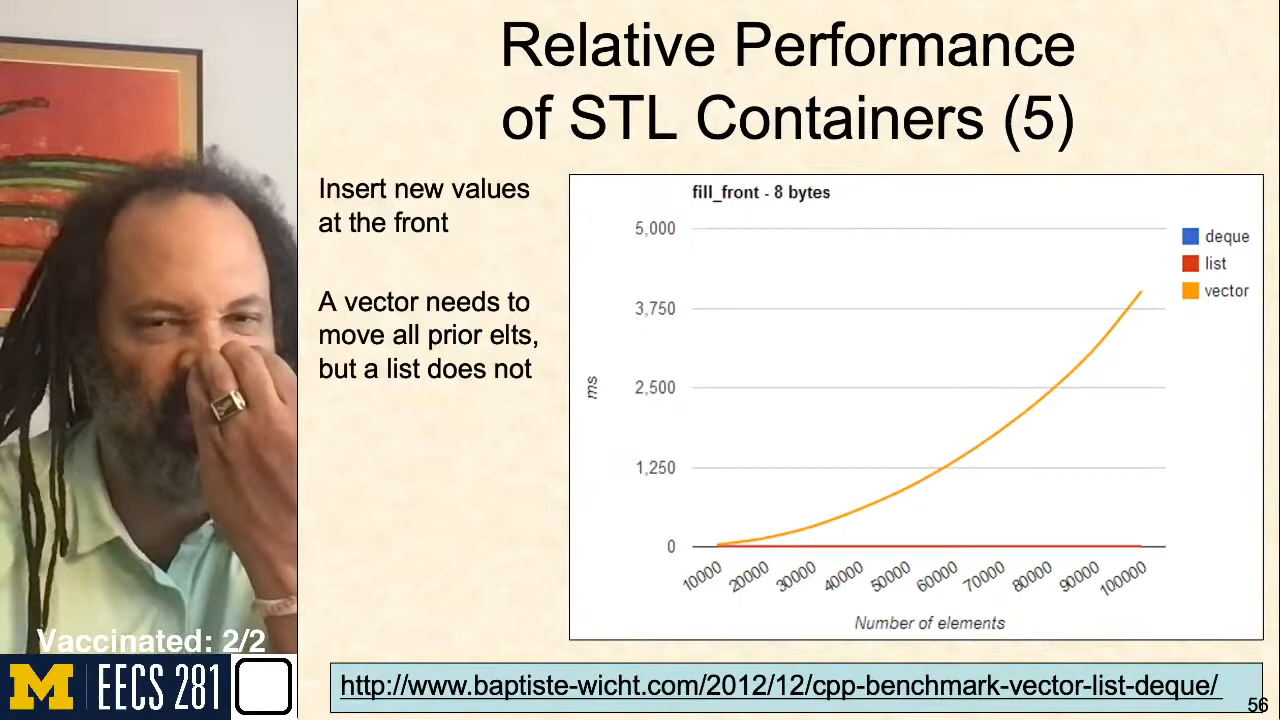 Relative Performance
of STL Containers (5)
Insert new values
at the front
A vector needs to
move all prior elts,
but a list does not
fill_front - 8 bytes
5,000
3,750
2,500
1,250
0
ms
10000 20000 30000 40000 50000 60000 70000 80000 90000 100000
Number of elements
deque
list
vector
Vaccinated: 2/2
M EECS 281
http://www.baptiste-wicht.com/2012/12/cpp-benchmark-vector-list-deque/
56